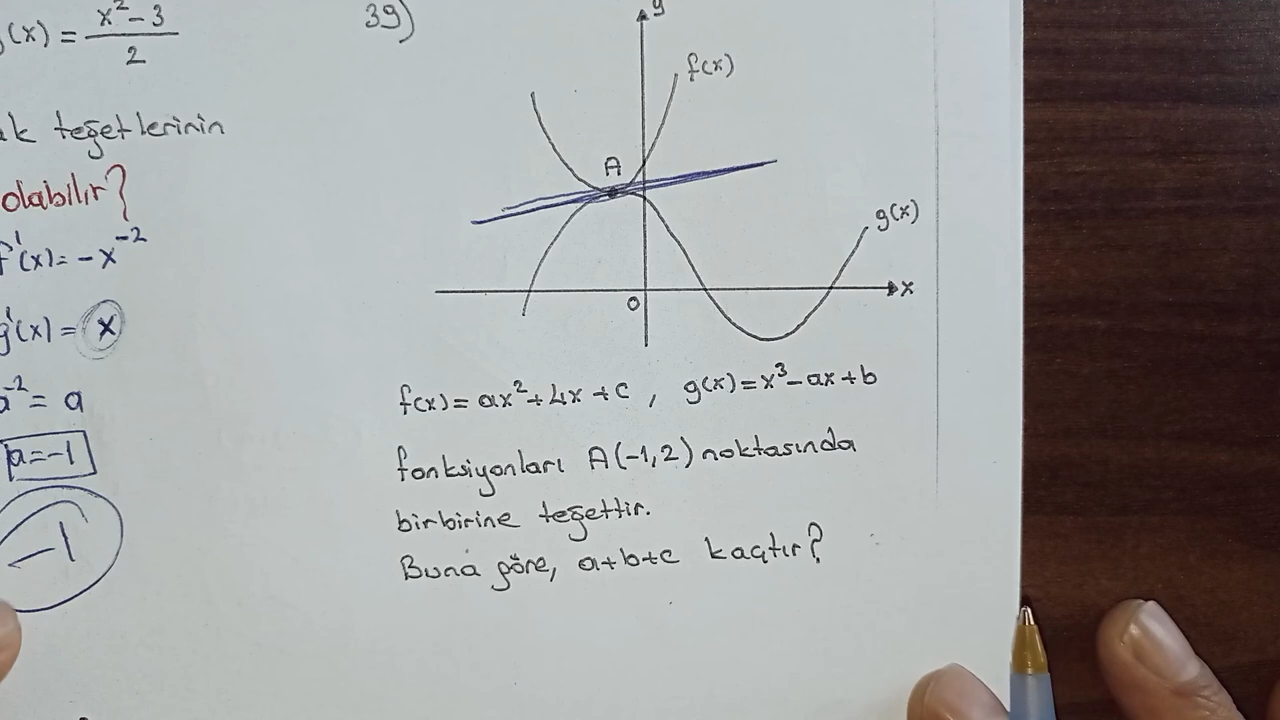 (x) = x² - 3 / 2
ak teğetlerinin
olabilir?
f'(x) = -x⁻²
g'(x) = x
a⁻² = a
a = -1
-1
39)
y
f(x)
A
g(x)
O
x
f(x) = ax² + 4x + c , g(x) = x³ - ax + b
fonksiyonları A(-1,2) noktasında
birbirine teğettir.
Buna göre, a+b+c kaçtır?